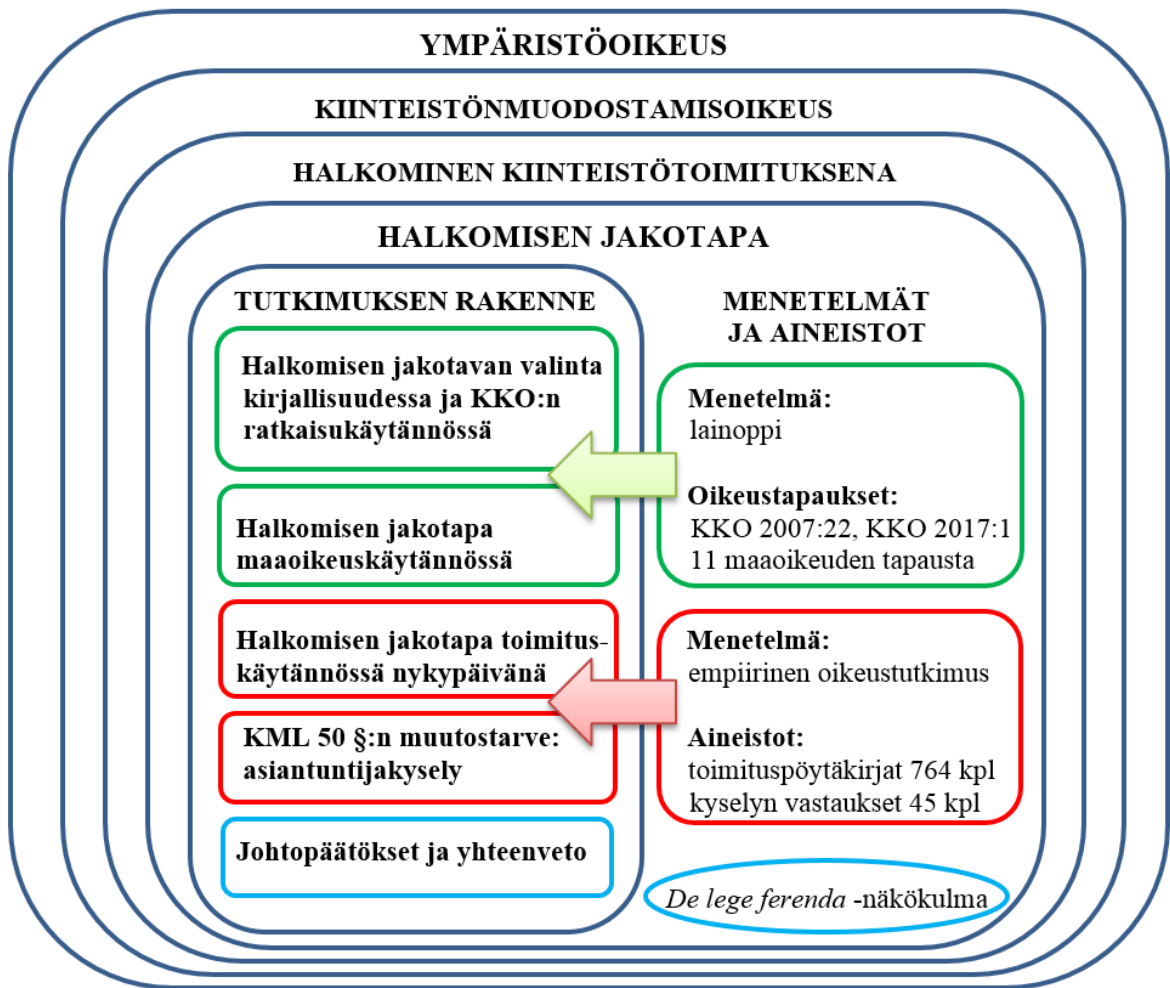 YMPÄRISTÖOIKEUS
KIINTEISTÖNMUODOSTAMISOIKEUS
HALKOMINEN KIINTEISTÖTOIMITUKSENA
HALKOMISEN JAKOTAPA
TUTKIMUKSEN RAKENNE
Halkomisen jakotavan valinta
kirjallisuudessa ja KKO:n
ratkaisukäytännössä
Halkomisen jakotapa
maaoikeuskäytännössä
Halkomisen jakotapa toimitus-
käytännössä nykypäivänä
KML 50 §:n muutostarve:
asiantuntijakysely
Johtopäätökset ja yhteenveto
MENETELMÄT
JA AINEISTOT
Menetelmä:
lainoppi
Oikeustapaukset:
KKO 2007:22, KKO 2017:1
11 maaoikeuden tapausta
Menetelmä:
empiirinen oikeustutkimus
Aineistot:
toimituspöytäkirjat 764 kpl
kyselyn vastaukset 45 kpl
De lege ferenda -näkökulma